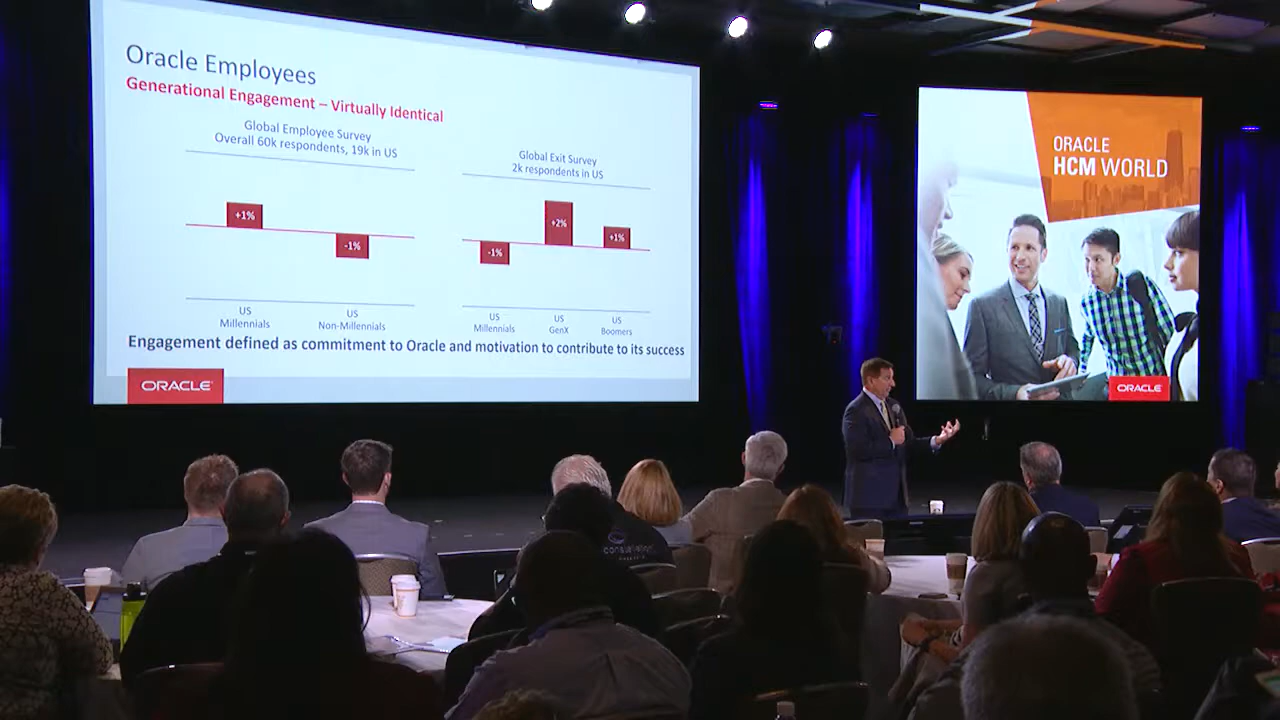 Oracle Employees
Generational Engagement – Virtually Identical
Global Employee Survey
Overall 60k respondents, 19k in US
+1%
-1%
US
Millennials
US
Non-Millennials
Global Exit Survey
2k respondents in US
-1%
+2%
+1%
US
Millennials
US
GenX
US
Boomers
Engagement defined as commitment to Oracle and motivation to contribute to its success
ORACLE
ORACLE
HCM WORLD
ORACLE